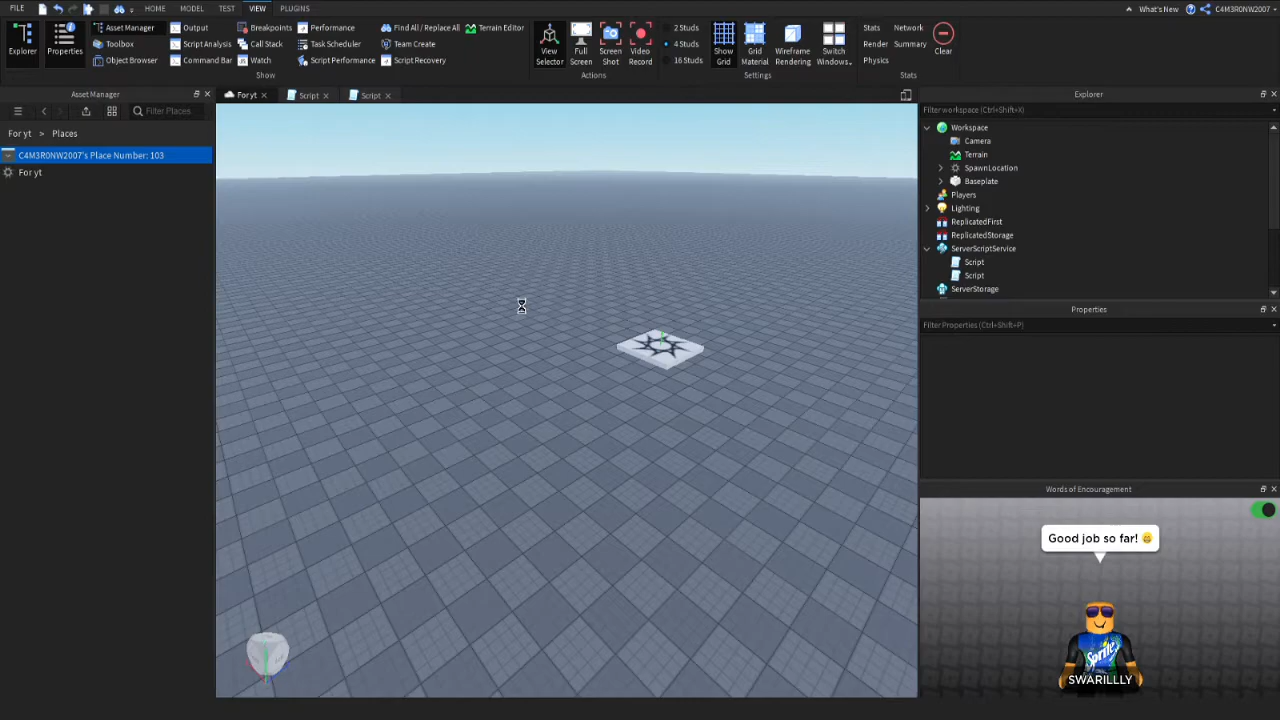 FILE HOME MODEL TEST VIEW PLUGINS What's New C4M3R0NW2007
Explorer Properties
Asset Manager Output Breakpoints Performance Find All / Replace All Terrain Editor
Toolbox Script Analysis Call Stack Task Scheduler Team Create
Object Browser Command Bar Watch Script Performance Script Recovery
Show
View Selector Full Screen Screen Shot Video Record
Actions
2 Studs
4 Studs
16 Studs
Show Grid Grid Material Wireframe Rendering Switch Windows
Settings
Stats Network
Render Summary
Physics
Clear
Stats
Asset Manager
Filter Places
For yt > Places
C4M3R0NW2007's Place Number: 103
For yt
For yt Script Script
Explorer
Filter workspace (Ctrl+Shift+X)
Workspace
Camera
Terrain
SpawnLocation
Baseplate
Players
Lighting
ReplicatedFirst
ReplicatedStorage
ServerScriptService
Script
Script
ServerStorage
Properties
Filter Properties (Ctrl+Shift+P)
Words of Encouragement
Good job so far! 😀
Sprite
SWARILLLY